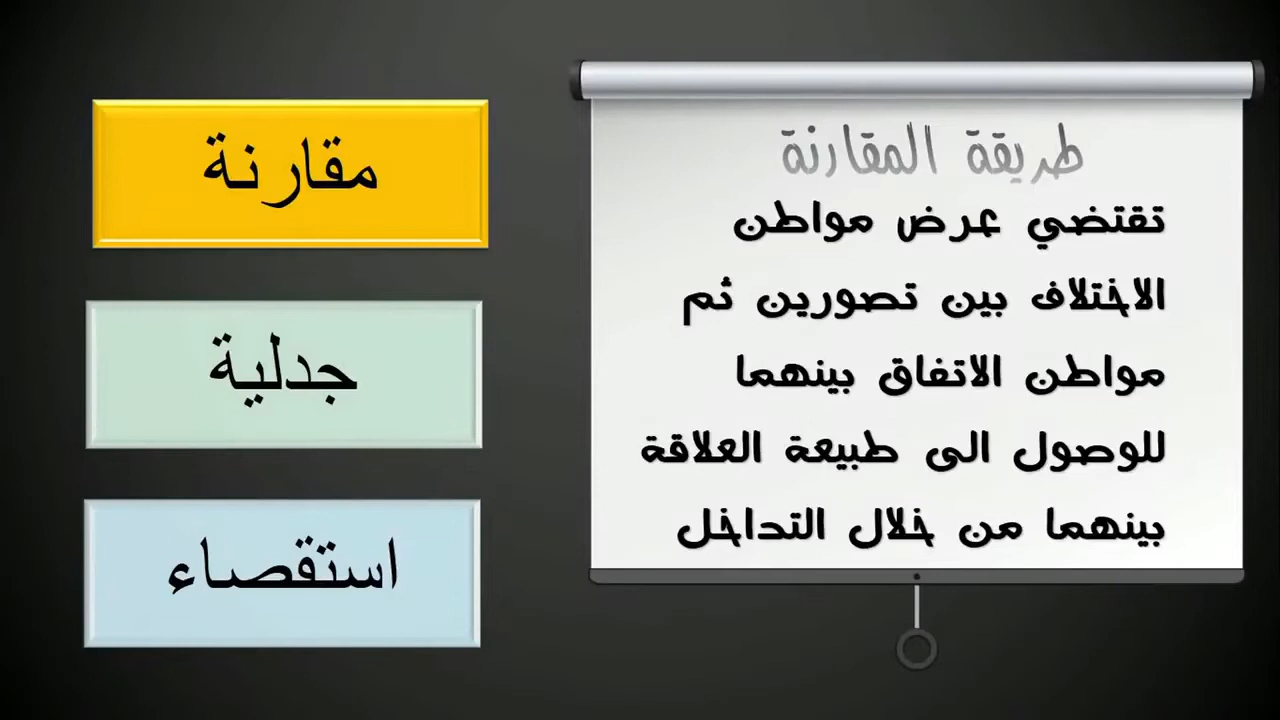 طريقة المقارنة
تقتضي عرض مواطن
الاختلاف بين تصورين ثم
مواطن الاتفاق بينهما
للوصول الى طبيعة العلاقة
بينهما من خلال التداخل
مقارنة
جدلية
استقصاء